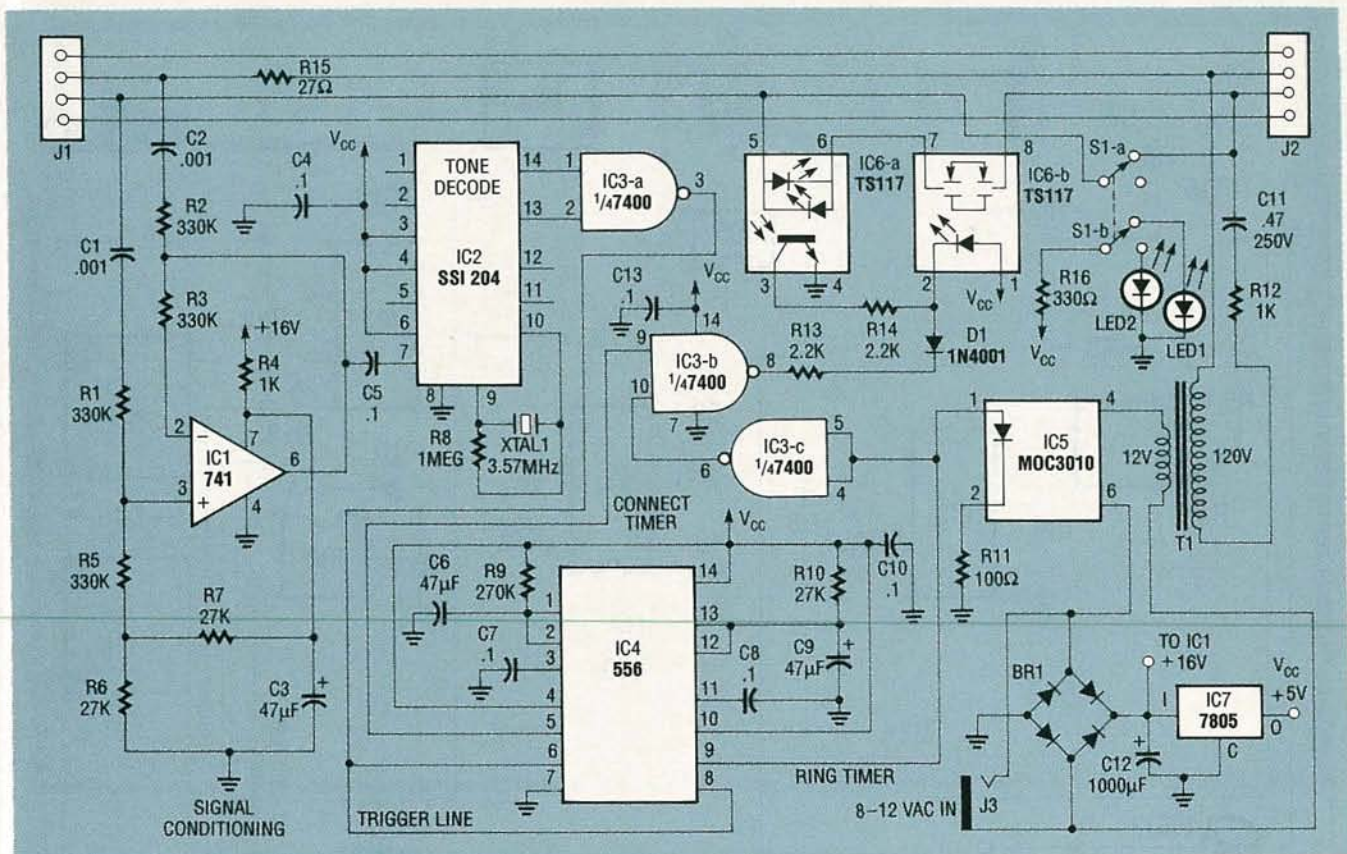 J1
R15
27Ω
C2
.001
R2
330K
C1
.001
R3
330K
+16V
R4
1K
R1
330K
2
3
−
+
IC1
741
7
6
4
R5
330K
R7
27K
R6
27K
C3
47µF
+
SIGNAL
CONDITIONING
C4
.1
VCC
C5
.1
1
2
3
4
5
6
7
TONE
DECODE
IC2
SSI 204
14
13
12
11
10
8
9
R8
1MEG
XTAL1
3.57MHz
1
2
IC3-a
1/47400
3
C13
.1
VCC
14
9
10
IC3-b
1/47400
8
7
R13
2.2K
R14
2.2K
D1
1N4001
IC3-c
1/47400
5
4
6
5
6
IC6-a
TS117
3
4
7
8
IC6-b
TS117
2
1
VCC
S1-a
S1-b
R16
330Ω
VCC
LED2
LED1
J2
C11
.47
250V
R12
1K
1
2
4
6
IC5
MOC3010
R11
100Ω
12V
120V
T1
CONNECT
TIMER
VCC
C6
47µF
R9
270K
C7
.1
1
2
3
4
5
6
7
IC4
556
14
13
12
11
10
9
8
R10
27K
C10
.1
C8
.1
C9
47µF
+
RING TIMER
TRIGGER LINE
BR1
TO IC1
+16V
I
IC7
7805
C
O
VCC
+5V
+
C12
1000µF
8–12 VAC IN
J3